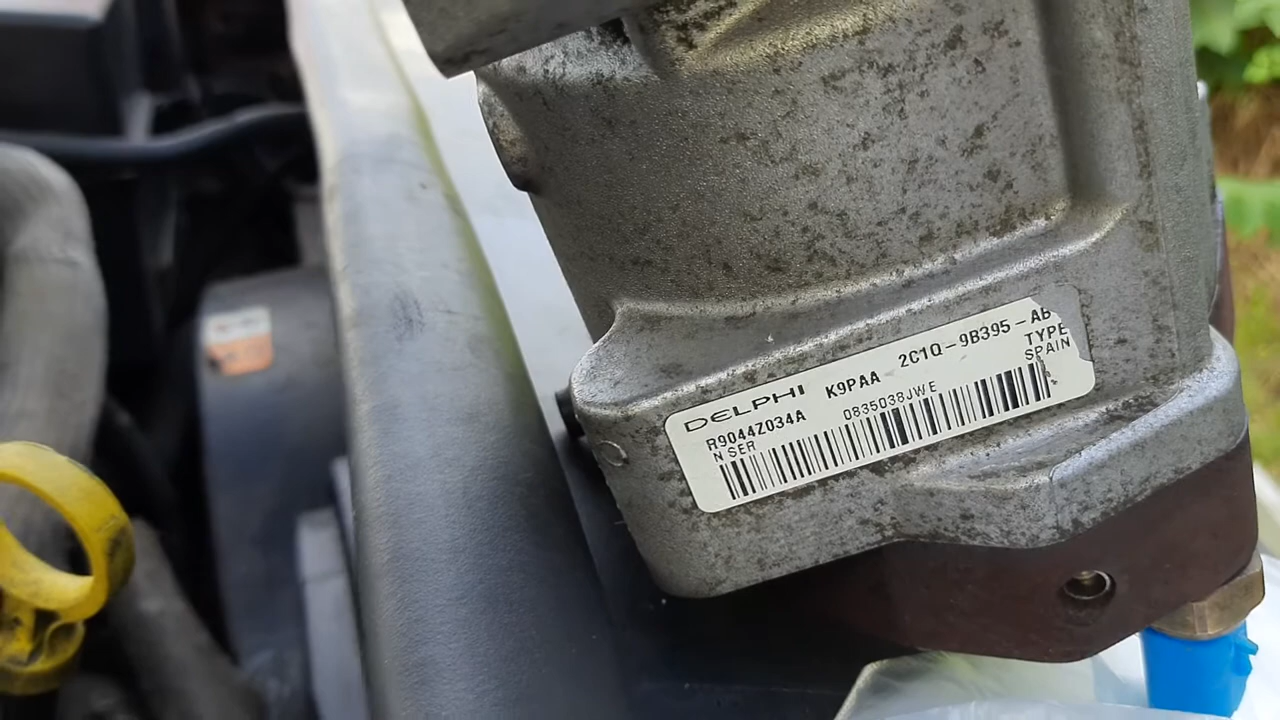 DELPHI K9PAA 2C1Q-9B395-Ab
R9044Z034A TYPE
N SER 0835038JWE SPAIN